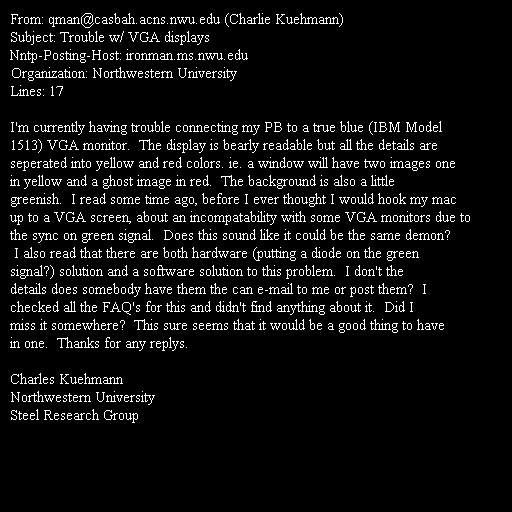 From: qman@casbah.acns.nwu.edu (Charlie Kuehmann)
Subject: Trouble w/ VGA displays
Nntp-Posting-Host: ironman.ms.nwu.edu
Organization: Northwestern University
Lines: 17

I'm currently having trouble connecting my PB to a true blue (IBM Model
1513) VGA monitor.  The display is bearly readable but all the details are
seperated into yellow and red colors. ie. a window will have two images one
in yellow and a ghost image in red.  The background is also a little
greenish.  I read some time ago, before I ever thought I would hook my mac
up to a VGA screen, about an incompatability with some VGA monitors due to
the sync on green signal.  Does this sound like it could be the same demon?
 I also read that there are both hardware (putting a diode on the green
signal?) solution and a software solution to this problem.  I don't the
details does somebody have them the can e-mail to me or post them?  I
checked all the FAQ's for this and didn't find anything about it.  Did I
miss it somewhere?  This sure seems that it would be a good thing to have
in one.  Thanks for any replys.

Charles Kuehmann
Northwestern University
Steel Research Group